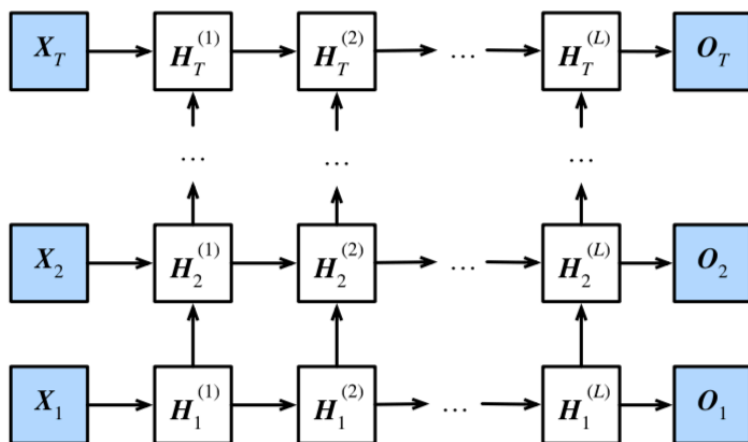 X_T H_T^(1) H_T^(2) … H_T^(L) O_T
… … …
X_2 H_2^(1) H_2^(2) … H_2^(L) O_2
X_1 H_1^(1) H_1^(2) … H_1^(L) O_1